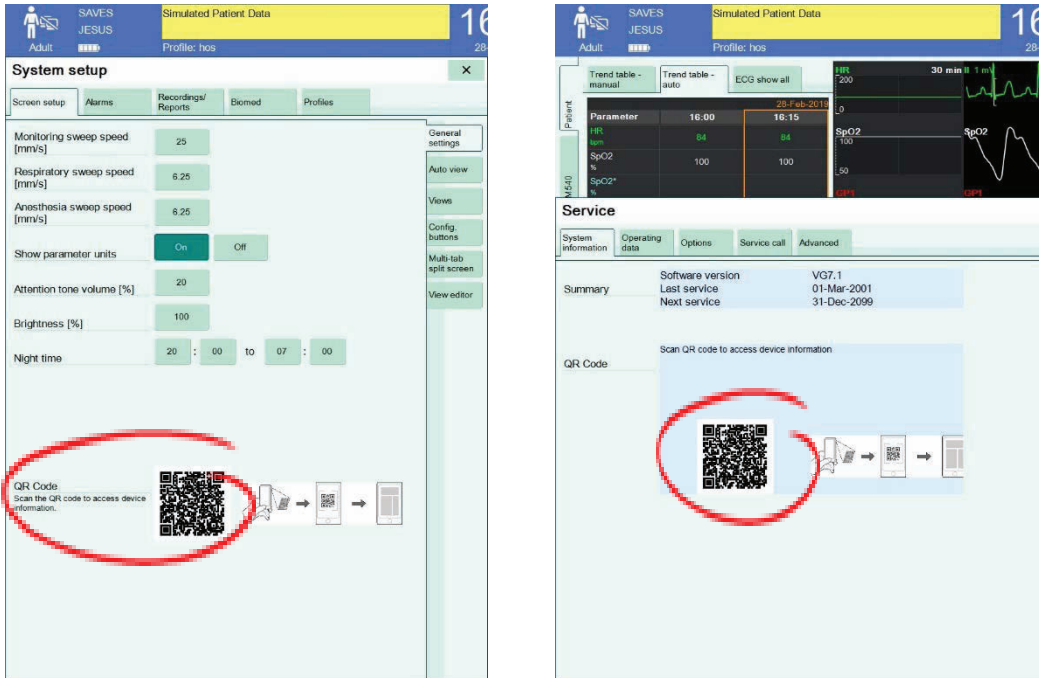 SAVES
JESUS
Simulated Patient Data
16
Adult
Profile: hos
28-
System setup
×
Screen setup
Alarms
Recordings/
Reports
Biomed
Profiles
General
settings
Auto view
Views
Config.
buttons
Multi-tab
split screen
View editor
Monitoring sweep speed
[mm/s]
25
Respiratory sweep speed
[mm/s]
6.25
Anesthesia sweep speed
[mm/s]
6.25
Show parameter units
On
Off
Attention tone volume [%]
20
Brightness [%]
100
Night time
20 : 00 to 07 : 00
QR Code
Scan the QR code to access device
information.
SAVES
JESUS
Simulated Patient Data
16
Adult
Profile: hos
28-
Trend table -
manual
Trend table -
auto
ECG show all
Patient
M540
28-Feb-2019
Parameter 16:00 16:15
HR
bpm
84 84
SpO2
%
100 100
SpO2*
%
HR
30 min
200
0
SpO2
100
50
GP1
II 1 mV
SpO2
GP1
Service
System
information
Operating
data
Options
Service call
Advanced
Summary
Software version VG7.1
Last service 01-Mar-2001
Next service 31-Dec-2099
QR Code
Scan QR code to access device information